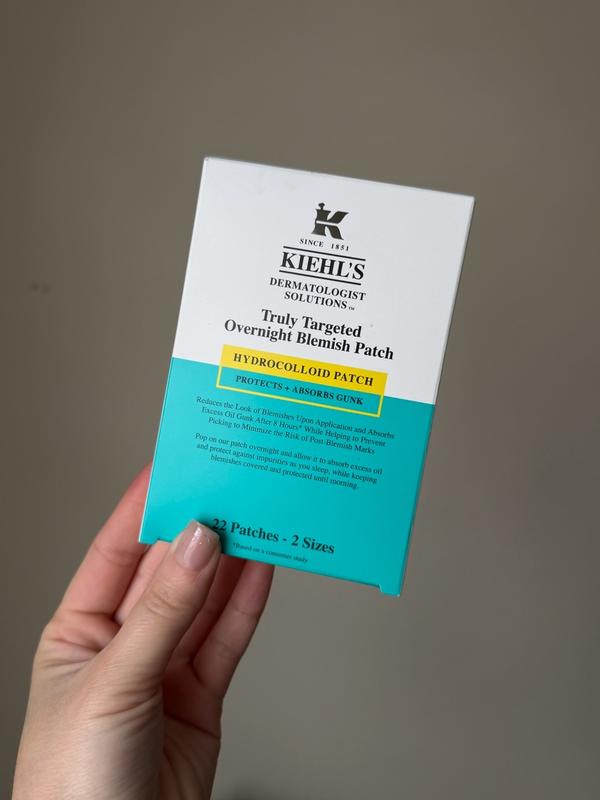 K
SINCE 1851
KIEHL'S
DERMATOLOGIST
SOLUTIONS™
Truly Targeted
Overnight Blemish Patch
HYDROCOLLOID PATCH
PROTECTS + ABSORBS GUNK
Reduces the Look of Blemishes Upon Application and Absorbs
Excess Oil Gunk After 8 Hours* While Helping to Prevent
Picking to Minimize the Risk of Post-Blemish Marks
Pop on our patch overnight and allow it to absorb excess oil
and protect against impurities as you sleep, while keeping
blemishes covered and protected until morning.
22 Patches - 2 Sizes
*Based on a consumer study